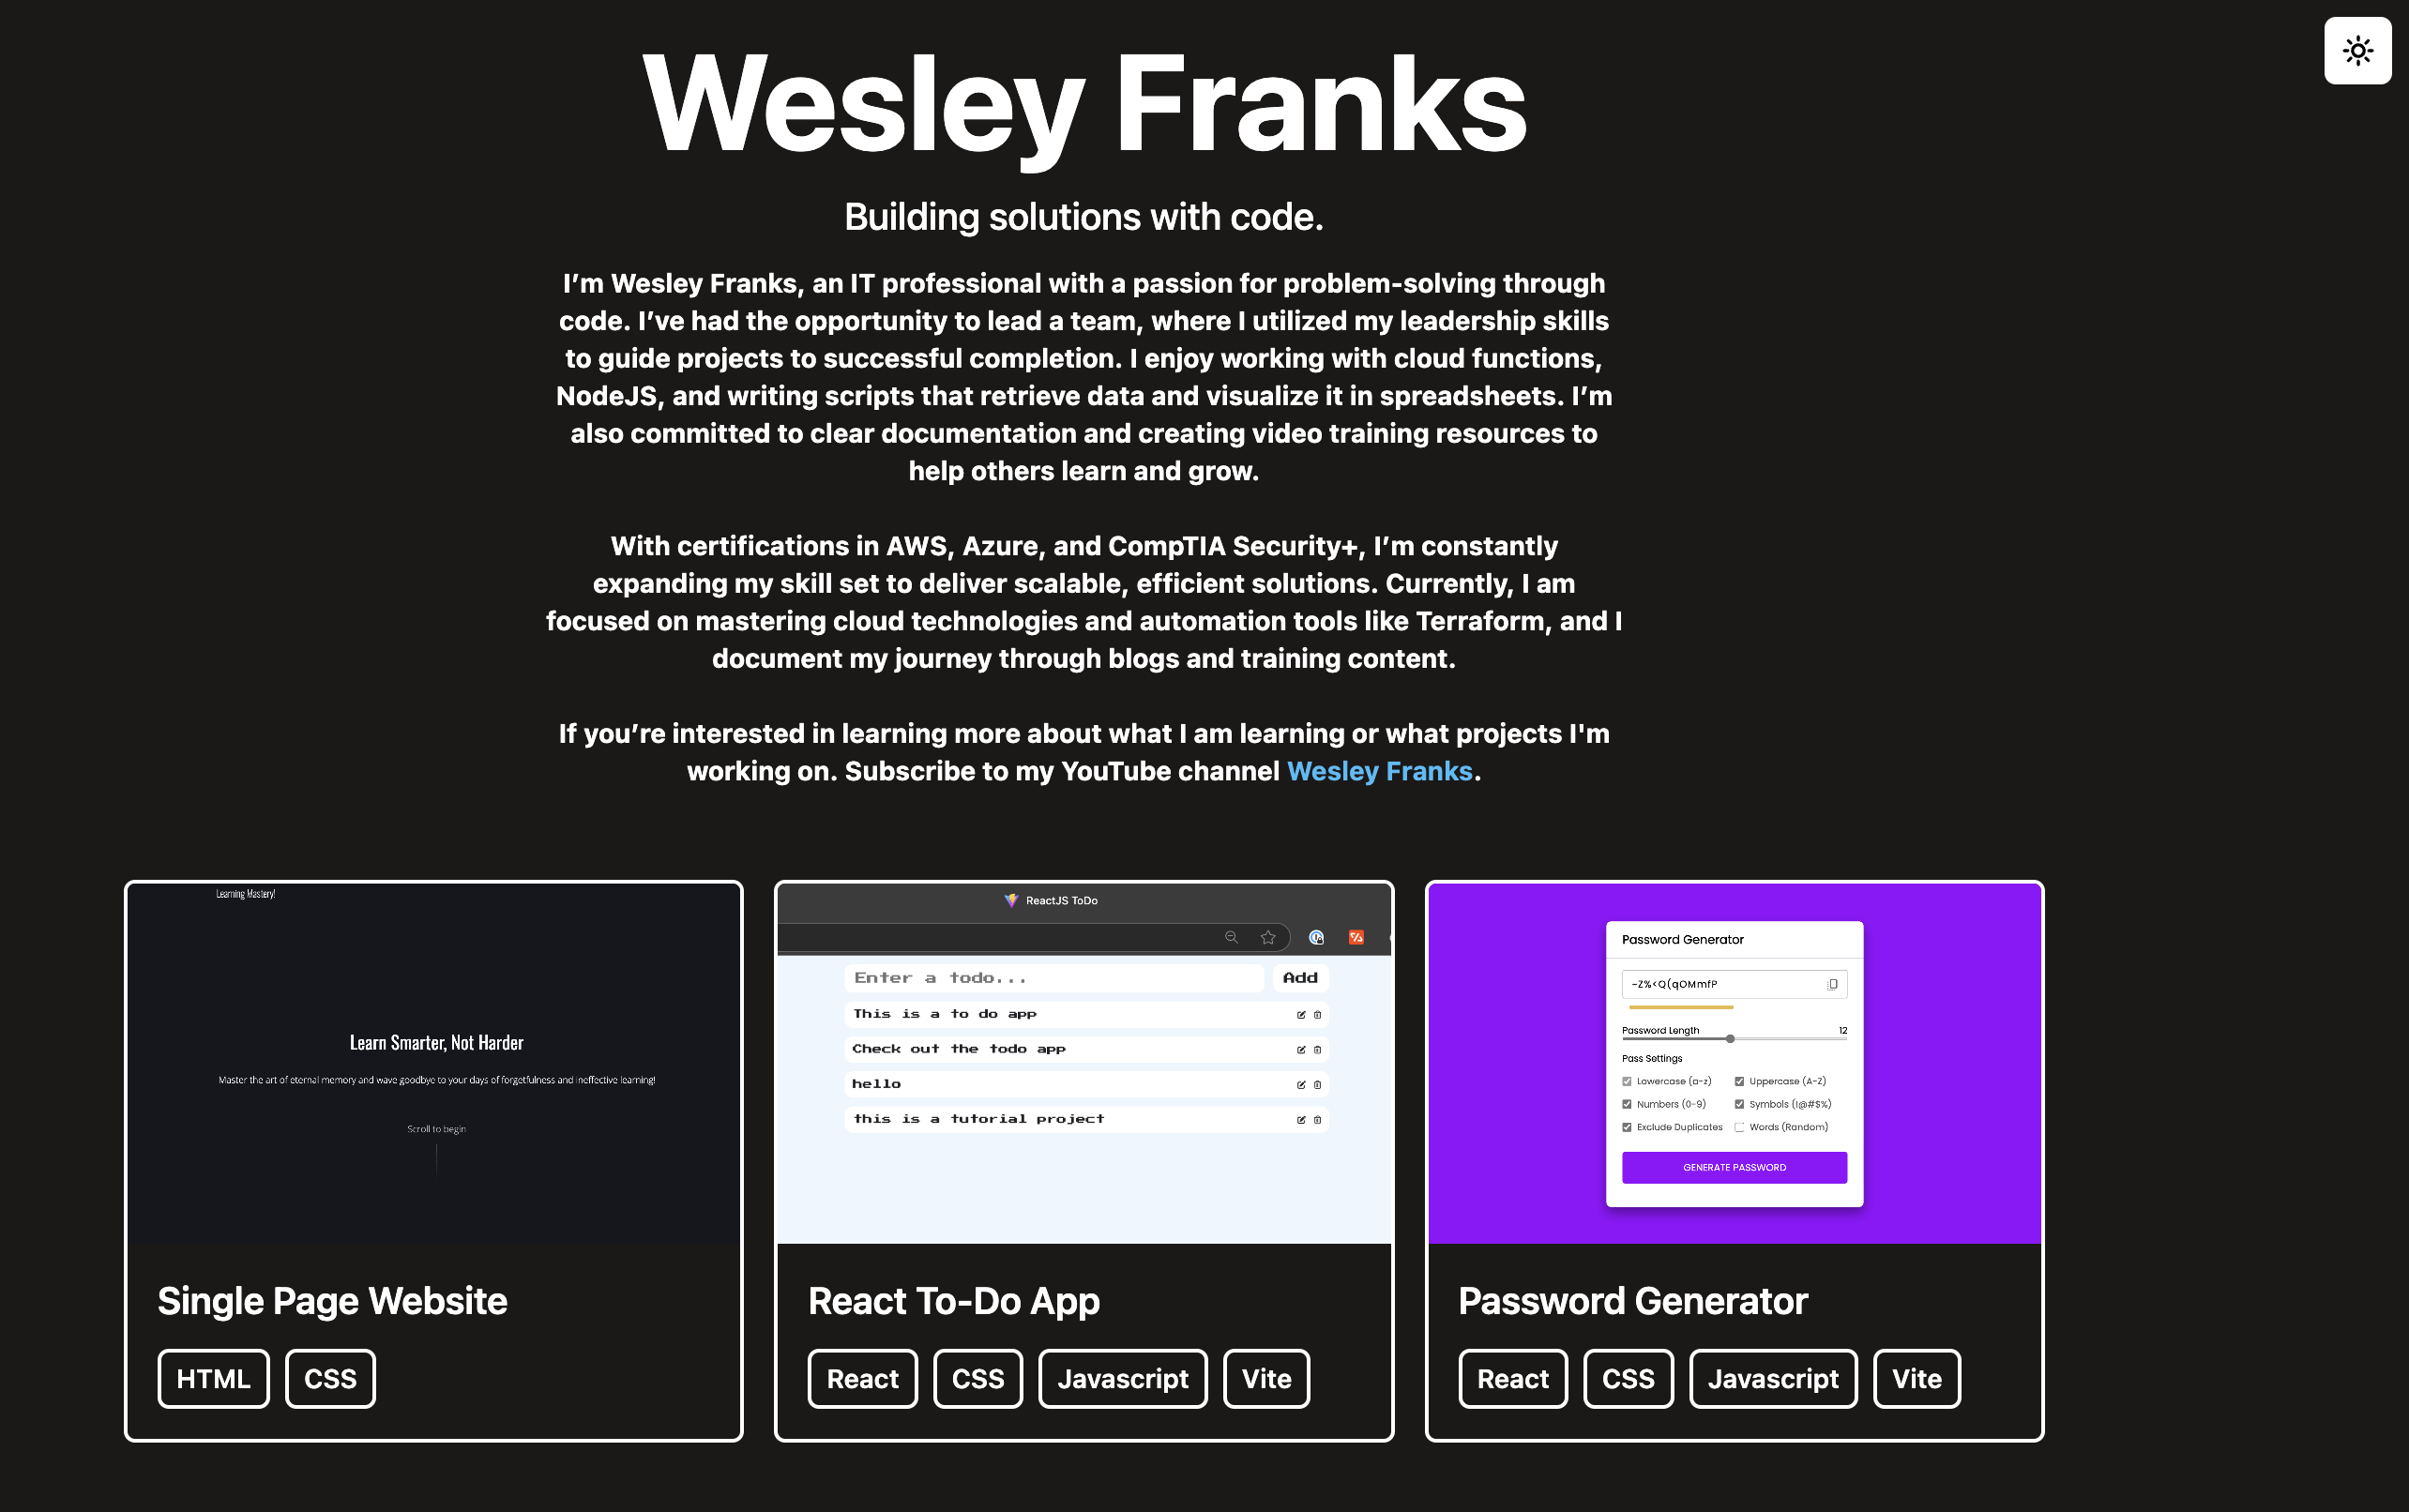 Wesley Franks
Building solutions with code.
I’m Wesley Franks, an IT professional with a passion for problem-solving through
code. I’ve had the opportunity to lead a team, where I utilized my leadership skills
to guide projects to successful completion. I enjoy working with cloud functions,
NodeJS, and writing scripts that retrieve data and visualize it in spreadsheets. I’m
also committed to clear documentation and creating video training resources to
help others learn and grow.
With certifications in AWS, Azure, and CompTIA Security+, I’m constantly
expanding my skill set to deliver scalable, efficient solutions. Currently, I am
focused on mastering cloud technologies and automation tools like Terraform, and I
document my journey through blogs and training content.
If you’re interested in learning more about what I am learning or what projects I'm
working on. Subscribe to my YouTube channel Wesley Franks.
Learning Mastery!
Learn Smarter, Not Harder
Master the art of eternal memory and wave goodbye to your days of forgetfulness and ineffective learning!
Scroll to begin
Single Page Website
HTML CSS
ReactJS ToDo
Enter a todo... Add
This is a to do app
Check out the todo app
hello
this is a tutorial project
React To-Do App
React CSS Javascript Vite
Password Generator
~Z%<Q(qOMmfP
Password Length 12
Pass Settings
Lowercase (a-z) Uppercase (A-Z)
Numbers (0-9) Symbols (!@#$%)
Exclude Duplicates Words (Random)
GENERATE PASSWORD
Password Generator
React CSS Javascript Vite